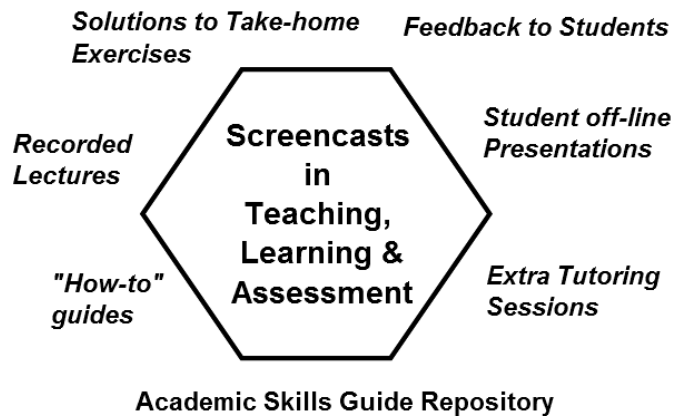 Solutions to Take-home
Exercises
Feedback to Students
Recorded
Lectures
Screencasts
in
Teaching,
Learning &
Assessment
Student off-line
Presentations
"How-to"
guides
Extra Tutoring
Sessions
Academic Skills Guide Repository